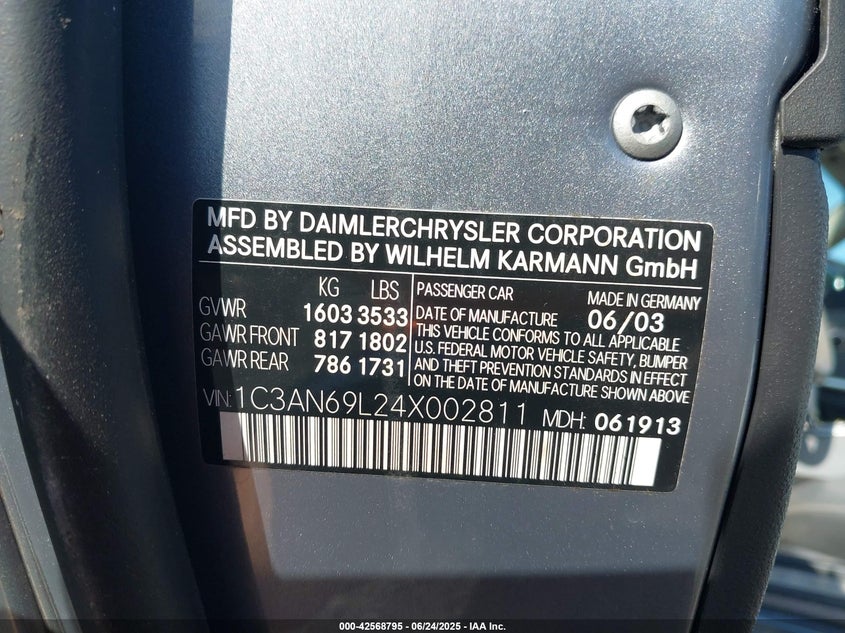 MFD BY DAIMLERCHRYSLER CORPORATION
ASSEMBLED BY WILHELM KARMANN GmbH
KG LBS
GVWR 1603 3533
GAWR FRONT 817 1802
GAWR REAR 786 1731
PASSENGER CAR MADE IN GERMANY
DATE OF MANUFACTURE 06/03
THIS VEHICLE CONFORMS TO ALL APPLICABLE
U.S. FEDERAL MOTOR VEHICLE SAFETY, BUMPER
AND THEFT PREVENTION STANDARDS IN EFFECT
ON THE DATE OF MANUFACTURE SHOWN ABOVE
VIN: 1C3AN69L24X002811 MDH: 061913
000-42568795 - 06/24/2025 - IAA Inc.